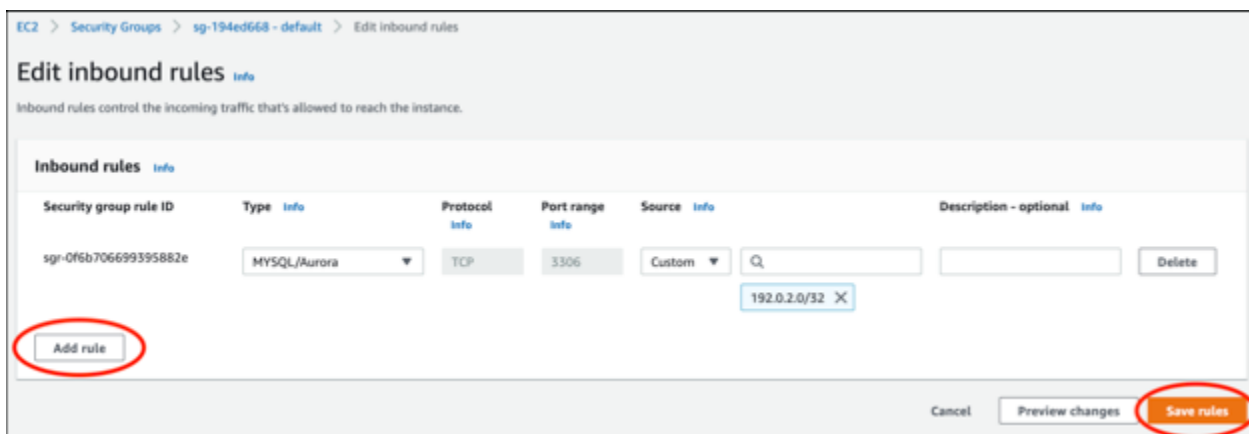 EC2 > Security Groups > sg-194ed668 - default > Edit inbound rules
Edit inbound rules Info
Inbound rules control the incoming traffic that's allowed to reach the instance.
Inbound rules Info
Security group rule ID Type Info Protocol Info Port range Info Source Info Description - optional Info
sgr-0f6b706699395882e MYSQL/Aurora TCP 3306 Custom Delete
192.0.2.0/32 X
Add rule
Cancel Preview changes Save rules